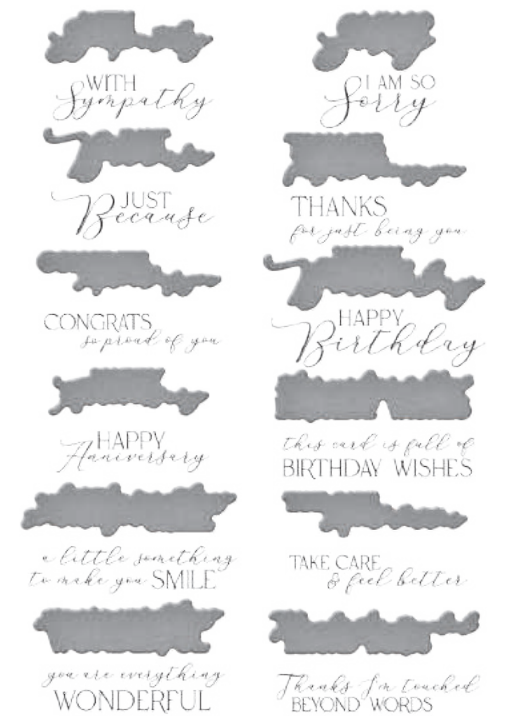 WITH
Sympathy
I AM SO
Sorry
JUST
Because
THANKS
for just being you
CONGRATS
so proud of you
HAPPY
Birthday
HAPPY
Anniversary
this card is full of
BIRTHDAY WISHES
a little something
to make you SMILE
TAKE CARE
& feel better
you are everything
WONDERFUL
Thanks I'm touched
BEYOND WORDS